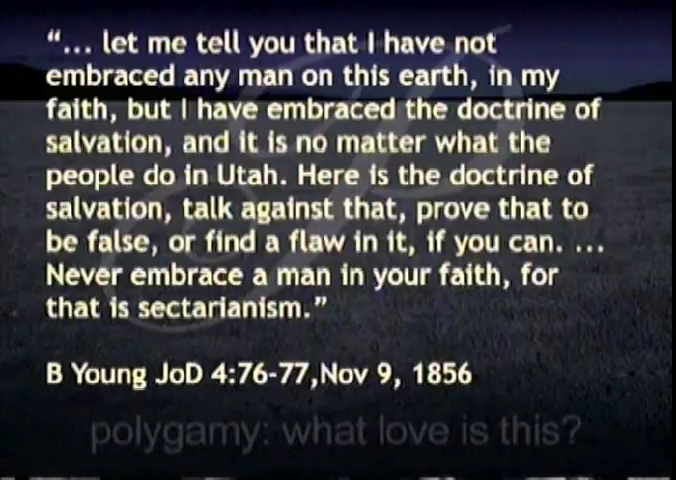 “... let me tell you that I have not
embraced any man on this earth, in my
faith, but I have embraced the doctrine of
salvation, and it is no matter what the
people do in Utah. Here is the doctrine of
salvation, talk against that, prove that to
be false, or find a flaw in it, if you can. ...
Never embrace a man in your faith, for
that is sectarianism.”
B Young JoD 4:76-77,Nov 9, 1856
polygamy: what love is this?